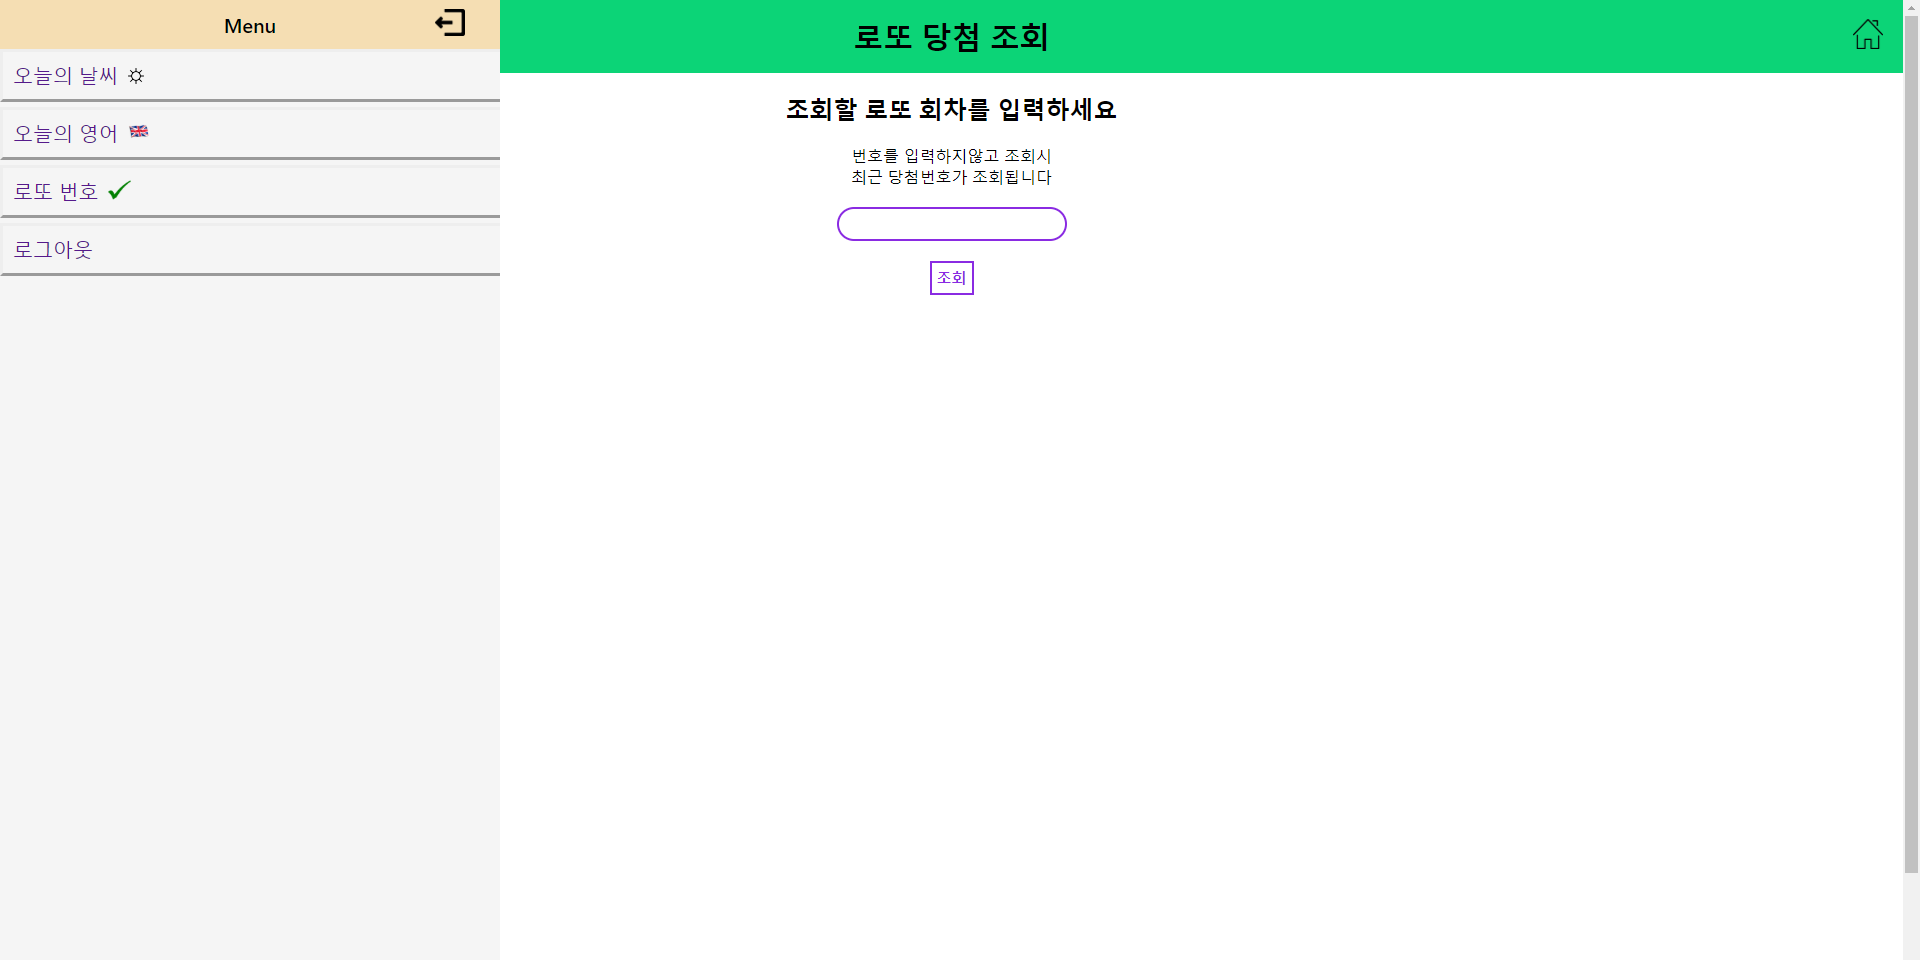 Menu
오늘의 날씨 ☼
오늘의 영어 🇬🇧
로또 번호 ✓
로그아웃
로또 당첨 조회
조회할 로또 회차를 입력하세요
번호를 입력하지않고 조회시
최근 당첨번호가 조회됩니다
조회